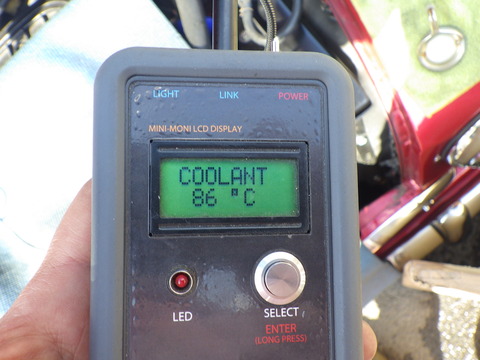 LIGHT LINK POWER
MINI-MONI LCD DISPLAY
COOLANT
86 °C
LED
SELECT
ENTER
(LONG PRESS)